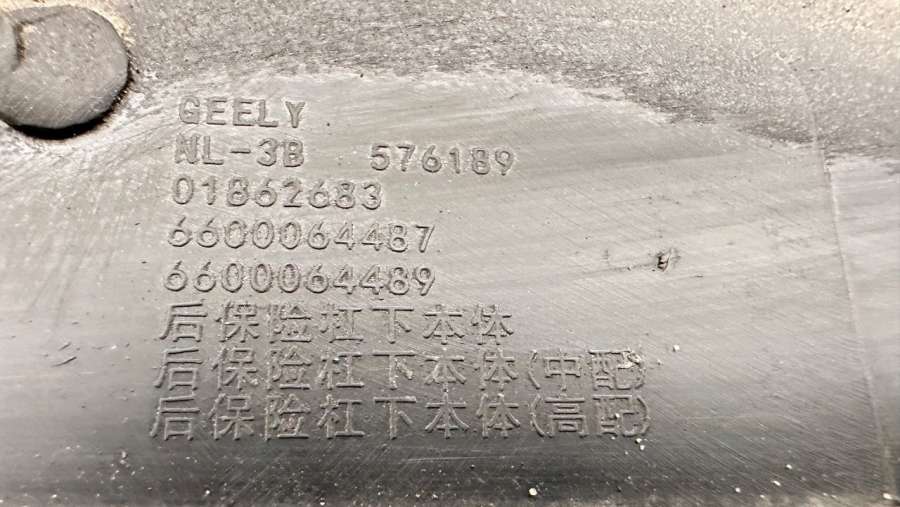 GEELY
NL-3B 576189
01862683
6600064487
6600064489
后保险杠下本体
后保险杠下本体(中配)
后保险杠下本体(高配)